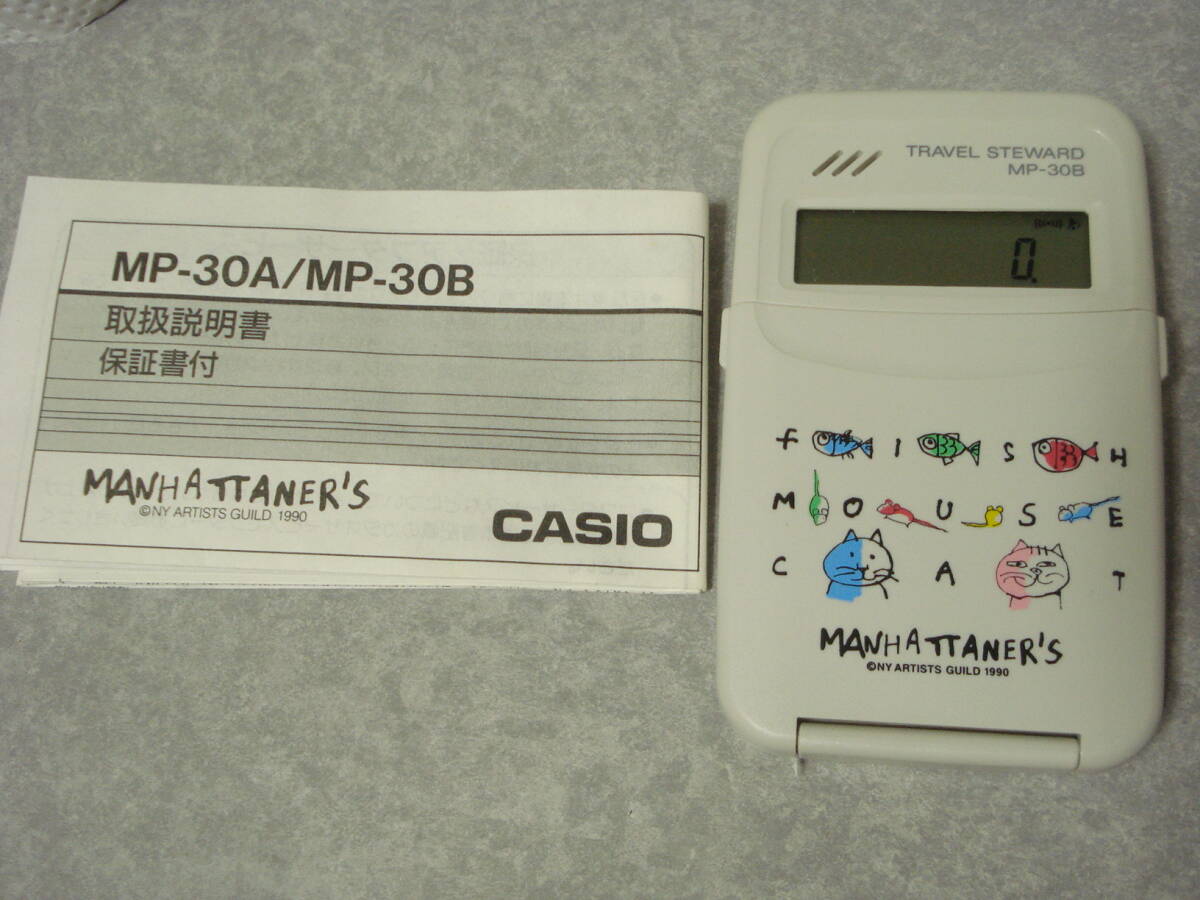 MP-30A/MP-30B
取扱説明書
保証書付
MANHATTANER'S
©NY ARTISTS GUILD 1990
CASIO
TRAVEL STEWARD
MP-30B
0.
f I S H
M O U S E
C A T
MANHATTANER'S
©NY ARTISTS GUILD 1990